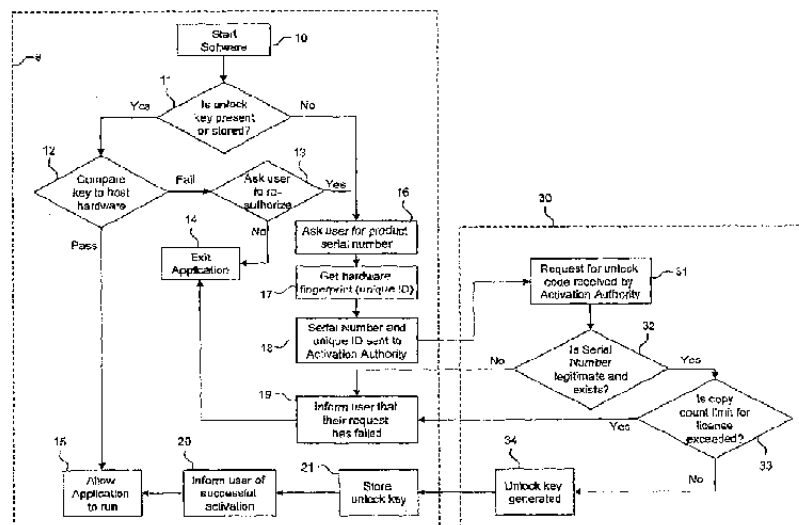 Start
Software
10
9
11
Is unlock
key present
or stored?
Yes
No
12
Compare
key to host
hardware
Fail
13
Ask user
to re-
authorize
Yes
No
Pass
14
Exit
Application
16
Ask user for product
serial number
17
Get hardware
fingerprint (unique ID)
18
Serial Number and
unique ID sent to
Activation Authority
19
Inform user that
their request
has failed
30
Request for unlock
code received by
Activation Authority
31
32
Is Serial
Number
legitimate and
exists?
No
Yes
Is copy
count limit for
license
exceeded?
33
Yes
No
15
Allow
Application
to run
20
Inform user of
successful
activation
21
Store
unlock key
34
Unlock key
generated